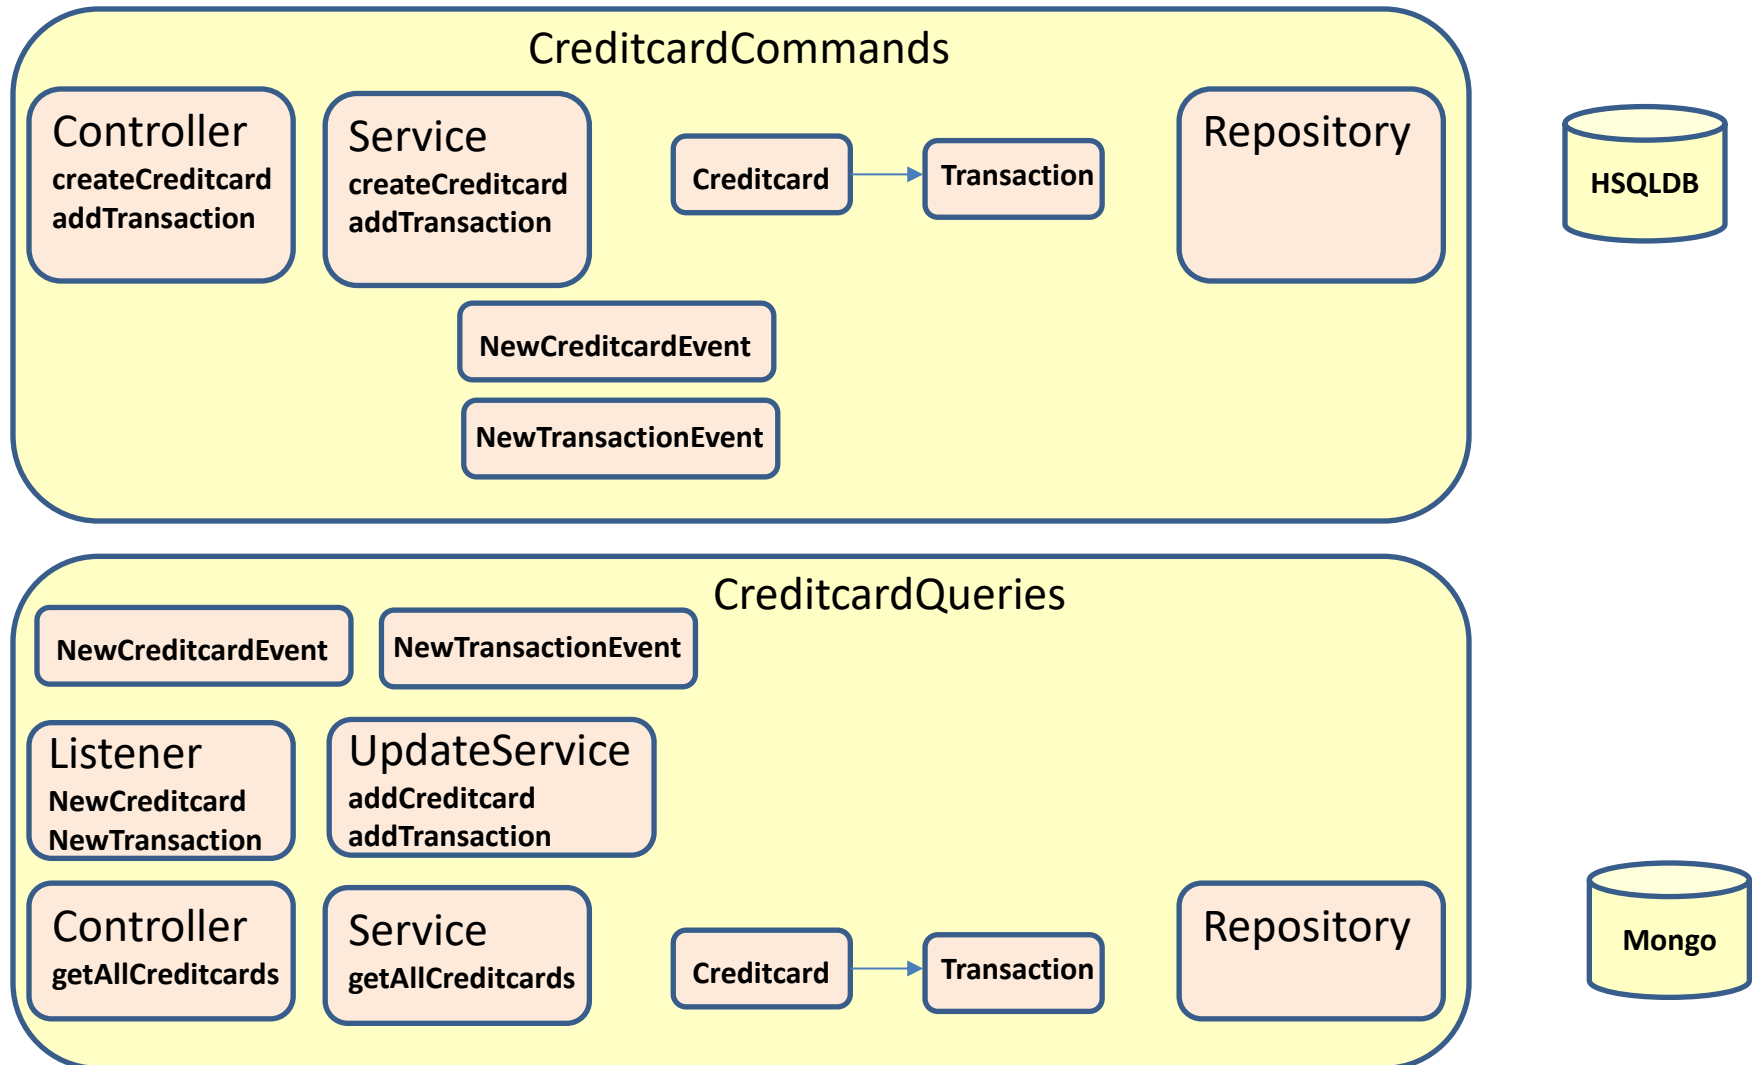 CreditcardCommands
Controller
createCreditcard
addTransaction
Service
createCreditcard
addTransaction
Creditcard
Transaction
Repository
HSQLDB
NewCreditcardEvent
NewTransactionEvent
CreditcardQueries
NewCreditcardEvent
NewTransactionEvent
Listener
NewCreditcard
NewTransaction
UpdateService
addCreditcard
addTransaction
Controller
getAllCreditcards
Service
getAllCreditcards
Creditcard
Transaction
Repository
Mongo